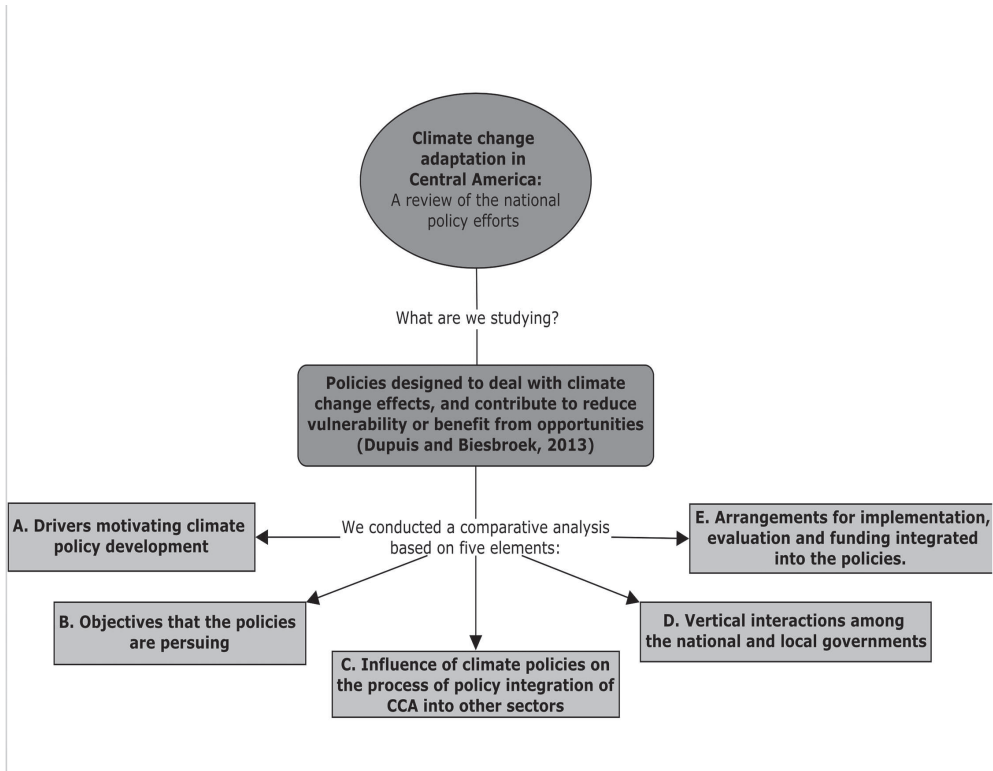 Climate change
adaptation in
Central America:
A review of the national
policy efforts
What are we studying?
Policies designed to deal with climate
change effects, and contribute to reduce
vulnerability or benefit from opportunities
(Dupuis and Biesbroek, 2013)
We conducted a comparative analysis
based on five elements:
A. Drivers motivating climate
policy development
B. Objectives that the policies
are persuing
C. Influence of climate policies on
the process of policy integration of
CCA into other sectors
D. Vertical interactions among
the national and local governments
E. Arrangements for implementation,
evaluation and funding integrated
into the policies.